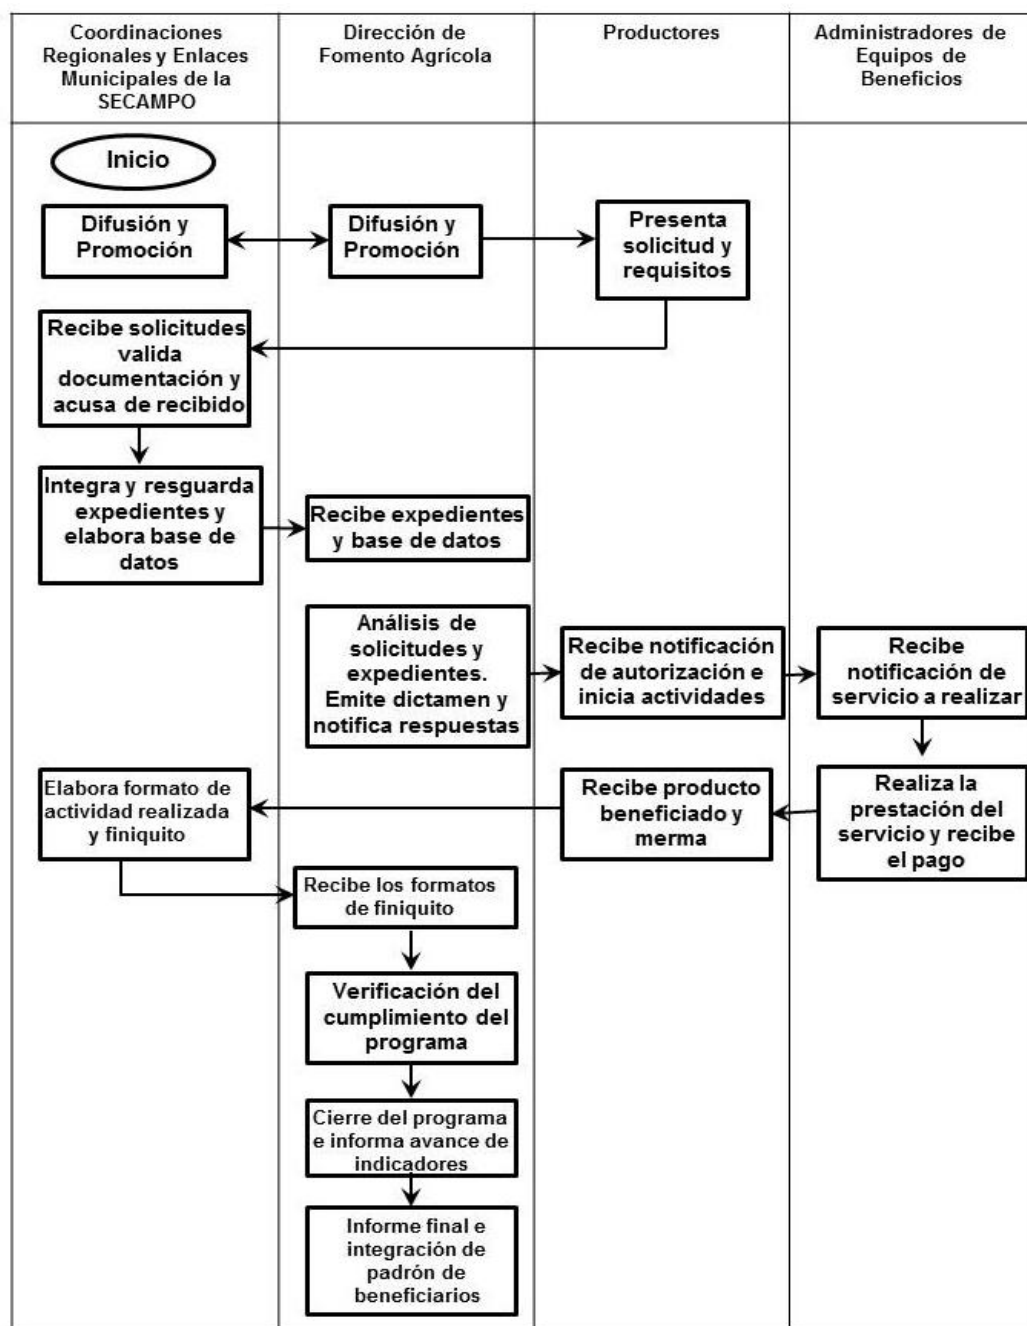 Coordinaciones
Regionales y Enlaces
Municipales de la
SECAMPO
Dirección de
Fomento Agrícola
Productores
Administradores de
Equipos de
Beneficios
Inicio
Difusión y
Promoción
Difusión y
Promoción
Presenta
solicitud y
requisitos
Recibe solicitudes
valida
documentación y
acusa de recibido
Integra y resguarda
expedientes y
elabora base de
datos
Recibe expedientes
y base de datos
Análisis de
solicitudes y
expedientes.
Emite dictamen y
notifica respuestas
Recibe notificación
de autorización e
inicia actividades
Recibe
notificación de
servicio a realizar
Elabora formato de
actividad realizada
y finiquito
Recibe producto
beneficiado y
merma
Realiza la
prestación del
servicio y recibe
el pago
Recibe los formatos
de finiquito
Verificación del
cumplimiento del
programa
Cierre del programa
e informa avance de
indicadores
Informe final e
integración de
padrón de
beneficiarios